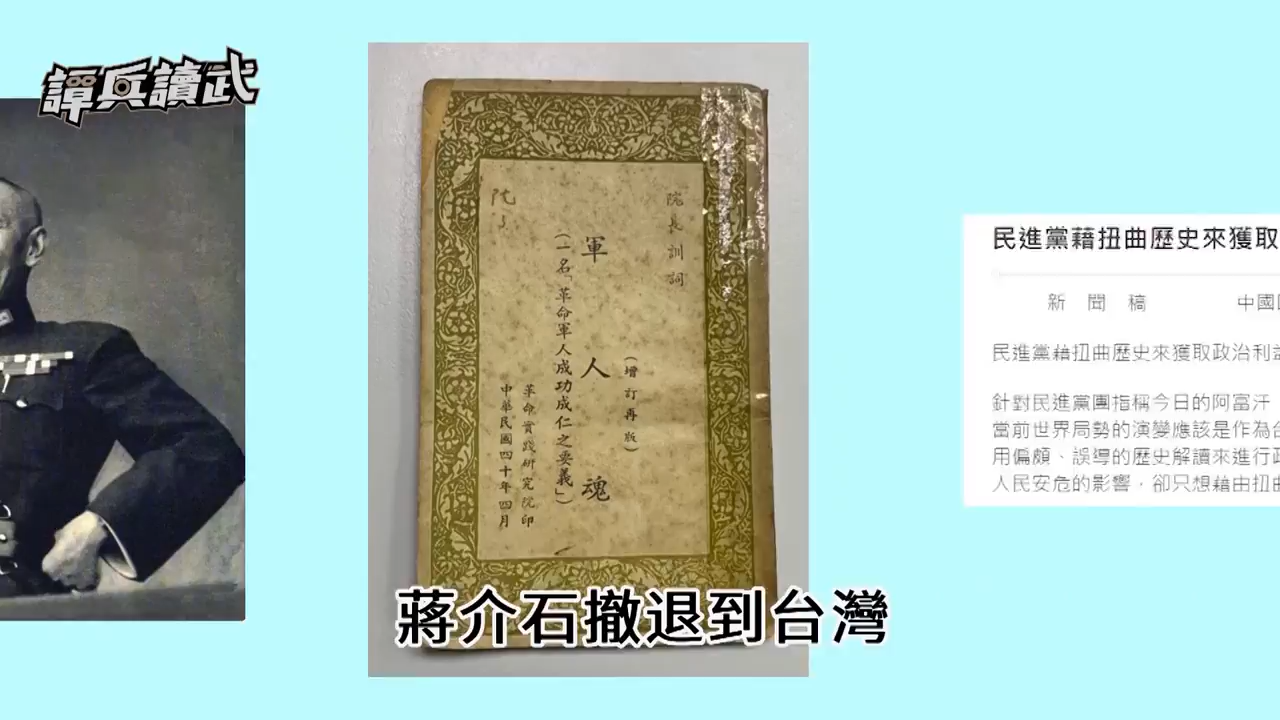 譚兵讀武
院長訓詞
(增訂再版)
軍人魂
(一名「革命軍人成功成仁之要義」)
革命實踐研究院印
中華民國四十年四月
民進黨藉扭曲歷史來獲取
新聞稿
民進黨藉扭曲歷史來獲取政治利
針對民進黨團指稱今日的阿富汗，
當前世界局勢的演變應該是作為
用偏頗、誤導的歷史解讀來進行
人民安危的影響，卻只想藉由扭
蔣介石撤退到台灣